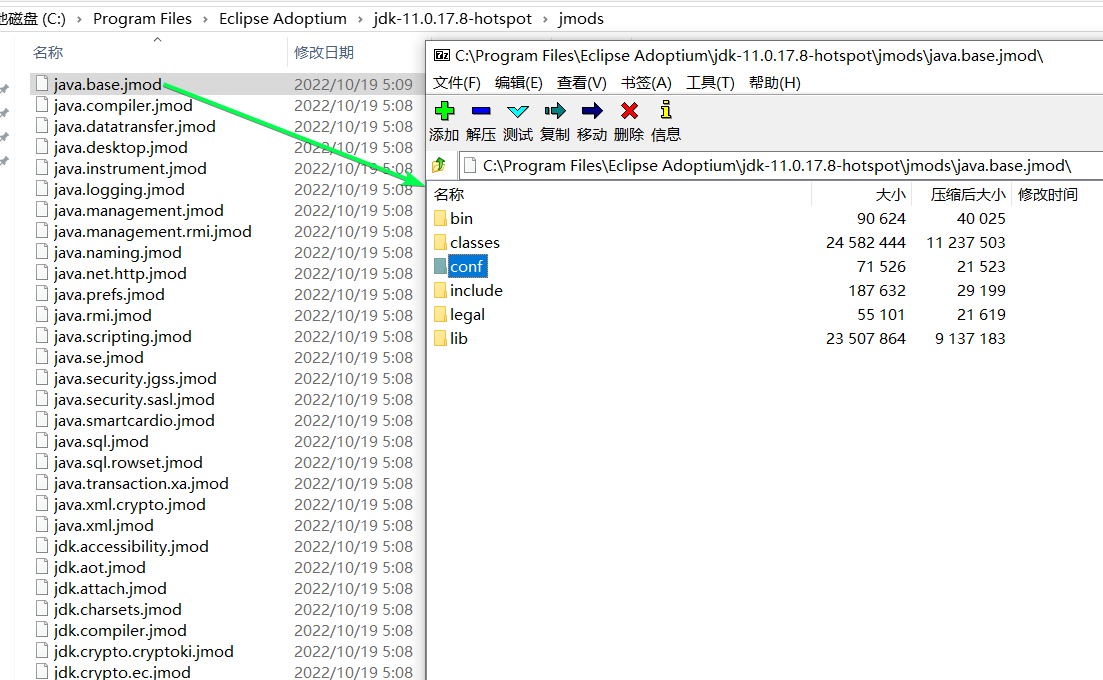 也磁盘 (C:) › Program Files › Eclipse Adoptium › jdk-11.0.17.8-hotspot › jmods
名称 修改日期
java.base.jmod 2022/10/19 5:09
java.compiler.jmod 2022/10/19 5:08
java.datatransfer.jmod 2022/10/19 5:08
java.desktop.jmod 2022/10/19 5:08
java.instrument.jmod 2022/10/19 5:08
java.logging.jmod 2022/10/19 5:08
java.management.jmod 2022/10/19 5:08
java.management.rmi.jmod 2022/10/19 5:08
java.naming.jmod 2022/10/19 5:08
java.net.http.jmod 2022/10/19 5:08
java.prefs.jmod 2022/10/19 5:08
java.rmi.jmod 2022/10/19 5:08
java.scripting.jmod 2022/10/19 5:08
java.se.jmod 2022/10/19 5:08
java.security.jgss.jmod 2022/10/19 5:08
java.security.sasl.jmod 2022/10/19 5:08
java.smartcardio.jmod 2022/10/19 5:08
java.sql.jmod 2022/10/19 5:08
java.sql.rowset.jmod 2022/10/19 5:08
java.transaction.xa.jmod 2022/10/19 5:08
java.xml.crypto.jmod 2022/10/19 5:08
java.xml.jmod 2022/10/19 5:08
jdk.accessibility.jmod 2022/10/19 5:08
jdk.aot.jmod 2022/10/19 5:08
jdk.attach.jmod 2022/10/19 5:08
jdk.charsets.jmod 2022/10/19 5:08
jdk.compiler.jmod 2022/10/19 5:08
jdk.crypto.cryptoki.jmod 2022/10/19 5:08
jdk.crypto.ec.jmod 2022/10/19 5:08
7z C:\Program Files\Eclipse Adoptium\jdk-11.0.17.8-hotspot\jmods\java.base.jmod\
文件(F) 编辑(E) 查看(V) 书签(A) 工具(T) 帮助(H)
添加 解压 测试 复制 移动 删除 信息
C:\Program Files\Eclipse Adoptium\jdk-11.0.17.8-hotspot\jmods\java.base.jmod\
名称 大小 压缩后大小 修改时间
bin 90 624 40 025
classes 24 582 444 11 237 503
conf 71 526 21 523
include 187 632 29 199
legal 55 101 21 619
lib 23 507 864 9 137 183